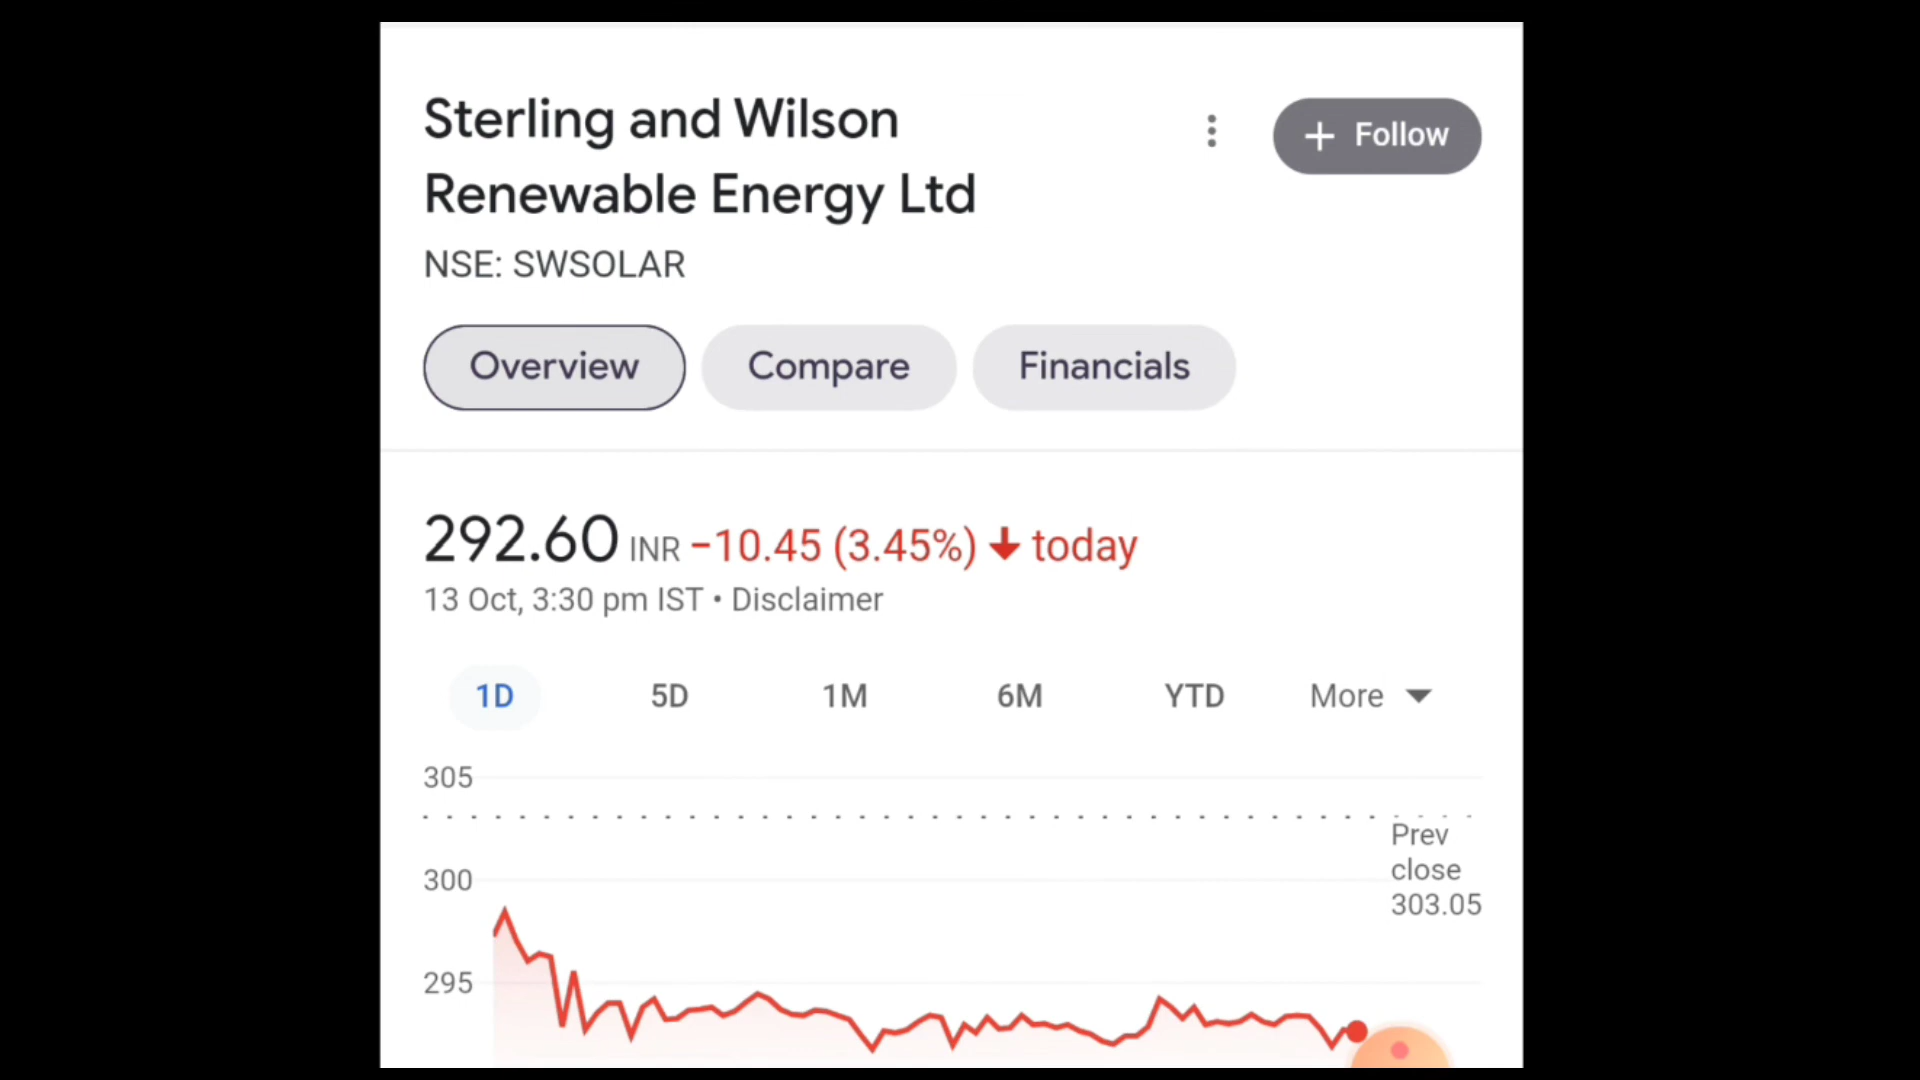 Sterling and Wilson
Renewable Energy Ltd
+ Follow
NSE: SWSOLAR
Overview
Compare
Financials
292.60 INR −10.45 (3.45%) ↓ today
13 Oct, 3:30 pm IST • Disclaimer
1D
5D
1M
6M
YTD
More
305
Prev
close
303.05
300
295